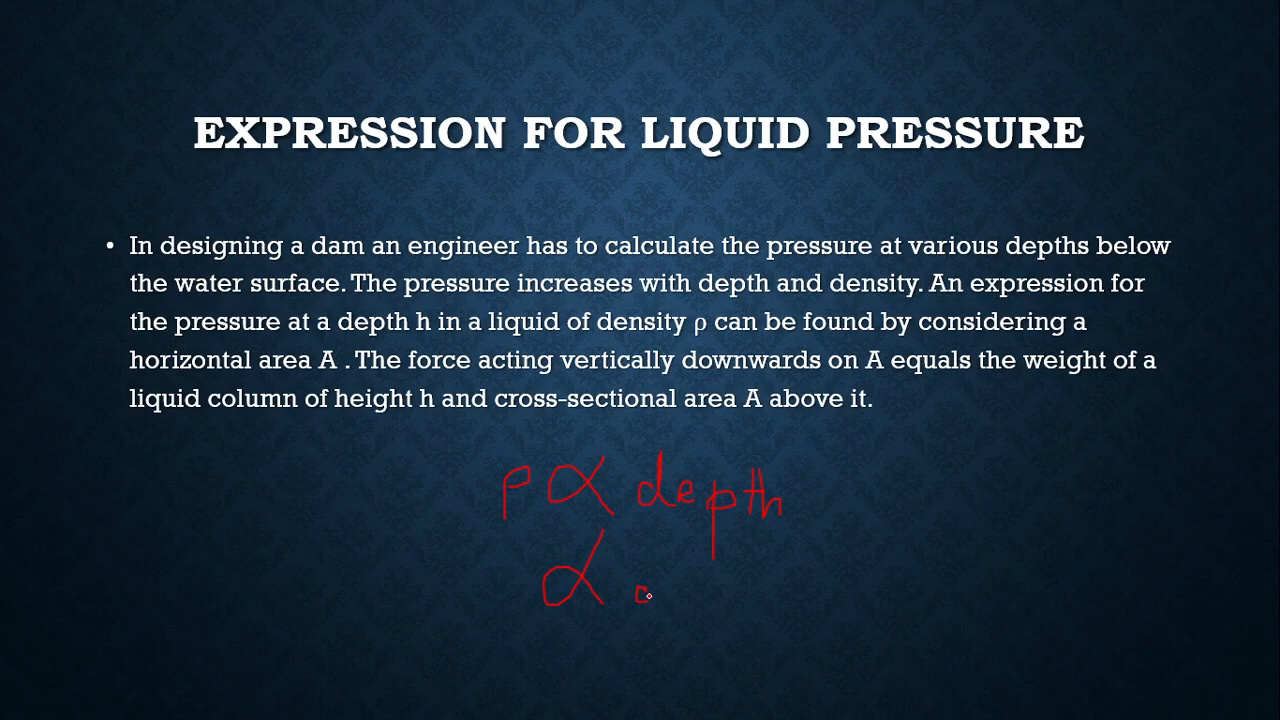 EXPRESSION FOR LIQUID PRESSURE
• In designing a dam an engineer has to calculate the pressure at various depths below
the water surface. The pressure increases with depth and density. An expression for
the pressure at a depth h in a liquid of density ρ can be found by considering a
horizontal area A . The force acting vertically downwards on A equals the weight of a
liquid column of height h and cross-sectional area A above it.
P α depth
α